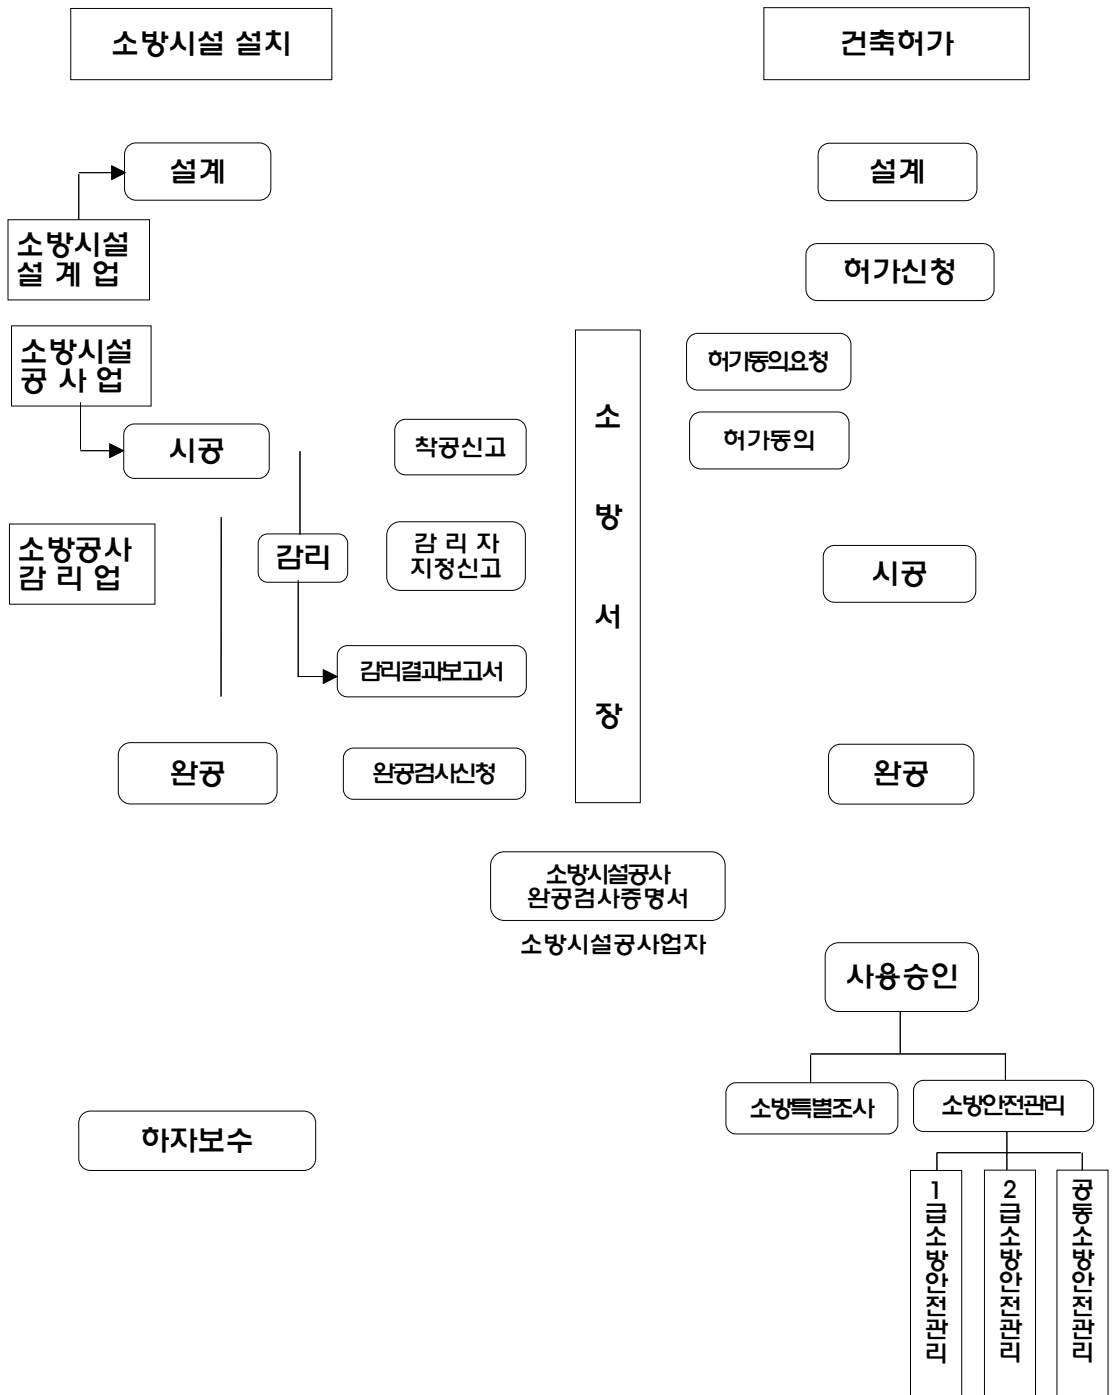 소방시설 설치
건축허가
설계
설계
소방시설
설 계 업
허가신청
소방시설
공 사 업
허가동의요청
소
방
서
장
시공
착공신고
허가동의
소방공사
감 리 업
감리
감 리 자
지정신고
시공
감리결과보고서
완공
완공검사신청
완공
소방시설공사
완공검사증명서
소방시설공사업자
사용승인
소방특별조사
소방안전관리
하자보수
1급소방안전관리
2급소방안전관리
공동소방안전관리